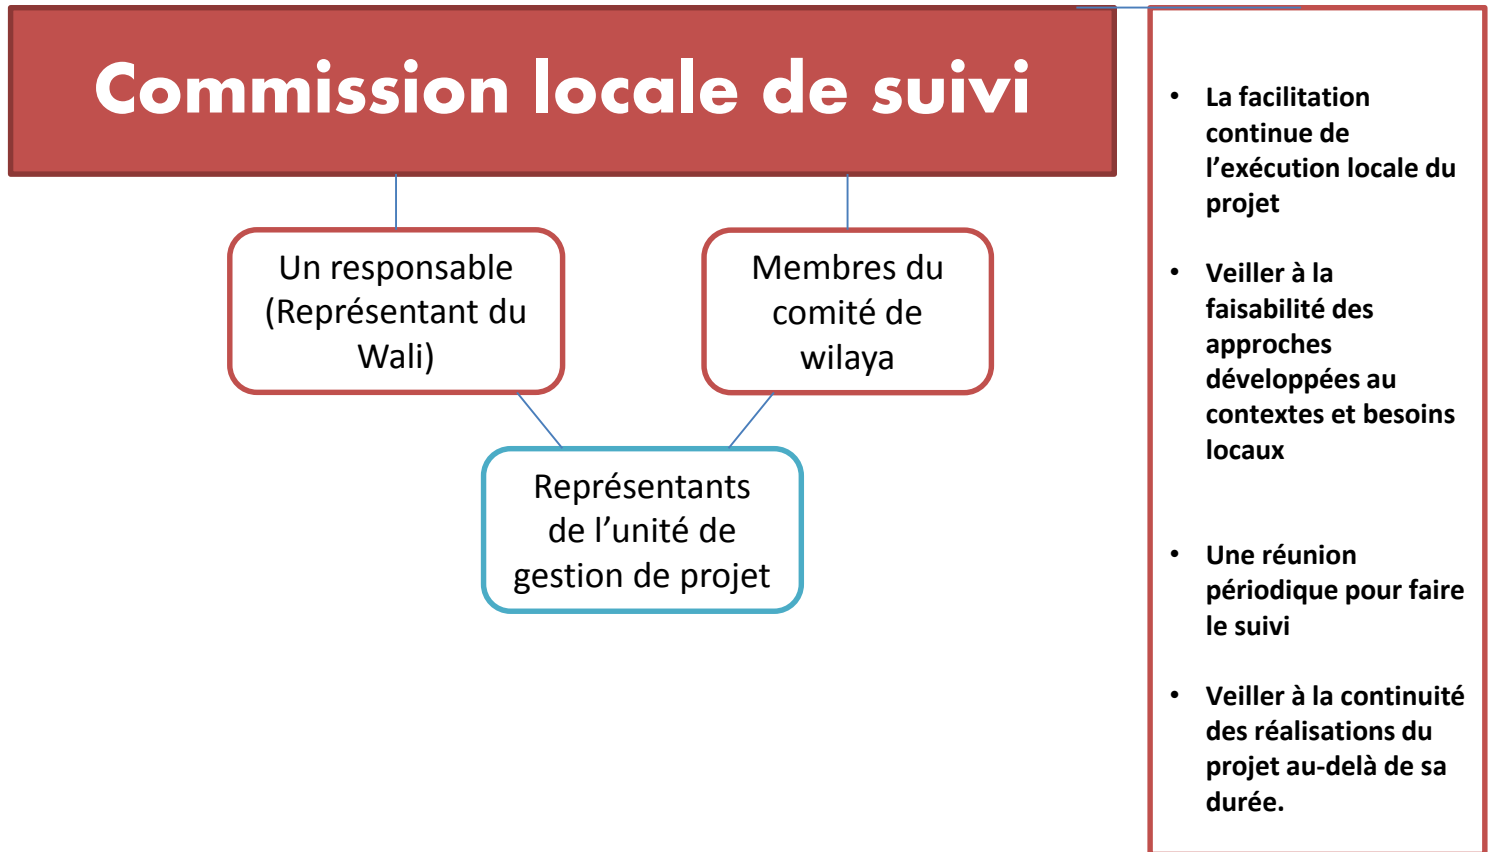 Commission locale de suivi
Un responsable
(Représentant du
Wali)
Membres du
comité de
wilaya
Représentants
de l’unité de
gestion de projet
• La facilitation
continue de
l’exécution locale du
projet
• Veiller à la
faisabilité des
approches
développées au
contextes et besoins
locaux
• Une réunion
périodique pour faire
le suivi
• Veiller à la continuité
des réalisations du
projet au-delà de sa
durée.